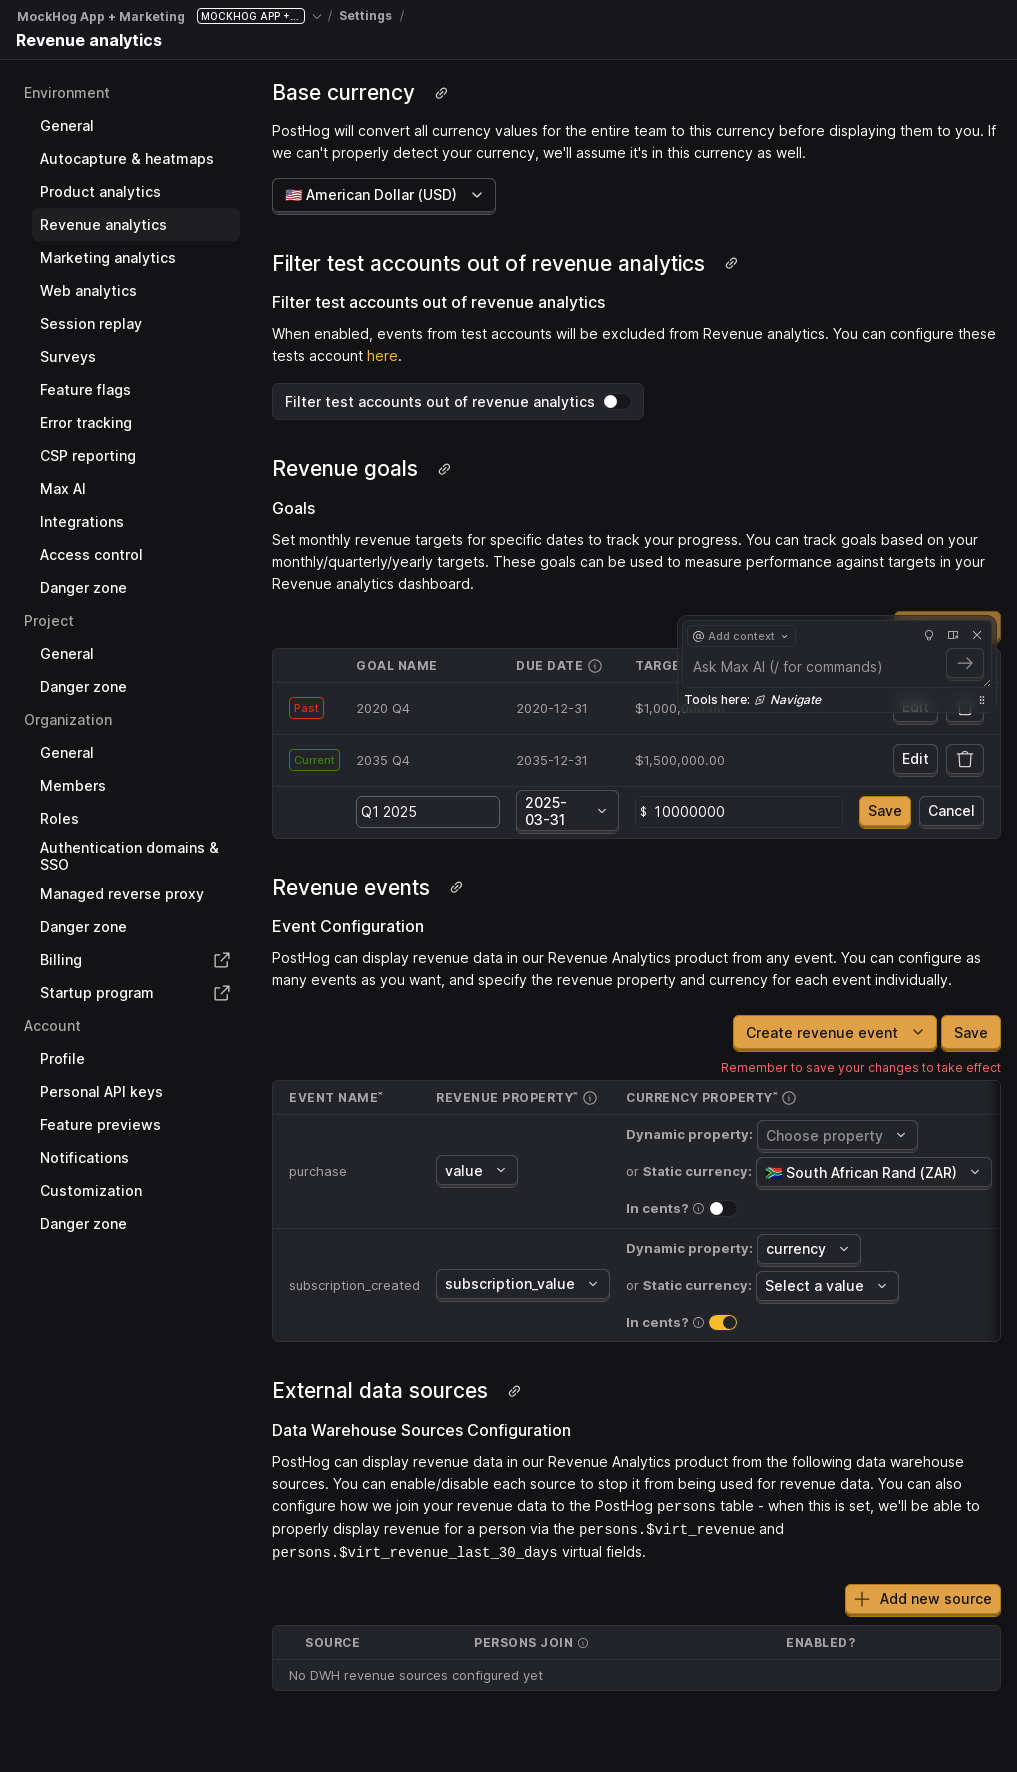 MockHog App + Marketing MOCKHOG APP +... / Settings /
Revenue analytics
Environment
General
Autocapture & heatmaps
Product analytics
Revenue analytics
Marketing analytics
Web analytics
Session replay
Surveys
Feature flags
Error tracking
CSP reporting
Max AI
Integrations
Access control
Danger zone
Project
General
Danger zone
Organization
General
Members
Roles
Authentication domains &
SSO
Managed reverse proxy
Danger zone
Billing
Startup program
Account
Profile
Personal API keys
Feature previews
Notifications
Customization
Danger zone
Base currency
PostHog will convert all currency values for the entire team to this currency before displaying them to you. If
we can't properly detect your currency, we'll assume it's in this currency as well.
🇺🇸 American Dollar (USD)
Filter test accounts out of revenue analytics
Filter test accounts out of revenue analytics
When enabled, events from test accounts will be excluded from Revenue analytics. You can configure these
tests account here.
Filter test accounts out of revenue analytics
Revenue goals
Goals
Set monthly revenue targets for specific dates to track your progress. You can track goals based on your
monthly/quarterly/yearly targets. These goals can be used to measure performance against targets in your
Revenue analytics dashboard.
@ Add context
Ask Max AI (/ for commands)
Tools here: Navigate
GOAL NAME DUE DATE TARGE
Past 2020 Q4 2020-12-31 $1,000,000.00 Edit
Current 2035 Q4 2035-12-31 $1,500,000.00 Edit
Q1 2025 2025-
03-31 $ 10000000 Save Cancel
Revenue events
Event Configuration
PostHog can display revenue data in our Revenue Analytics product from any event. You can configure as
many events as you want, and specify the revenue property and currency for each event individually.
Create revenue event Save
Remember to save your changes to take effect
EVENT NAME* REVENUE PROPERTY* CURRENCY PROPERTY*
Dynamic property: Choose property
purchase value or Static currency: 🇿🇦 South African Rand (ZAR)
In cents?
Dynamic property: currency
subscription_created subscription_value or Static currency: Select a value
In cents?
External data sources
Data Warehouse Sources Configuration
PostHog can display revenue data in our Revenue Analytics product from the following data warehouse
sources. You can enable/disable each source to stop it from being used for revenue data. You can also
configure how we join your revenue data to the PostHog persons table - when this is set, we'll be able to
properly display revenue for a person via the persons.$virt_revenue and
persons.$virt_revenue_last_30_days virtual fields.
Add new source
SOURCE PERSONS JOIN ENABLED?
No DWH revenue sources configured yet